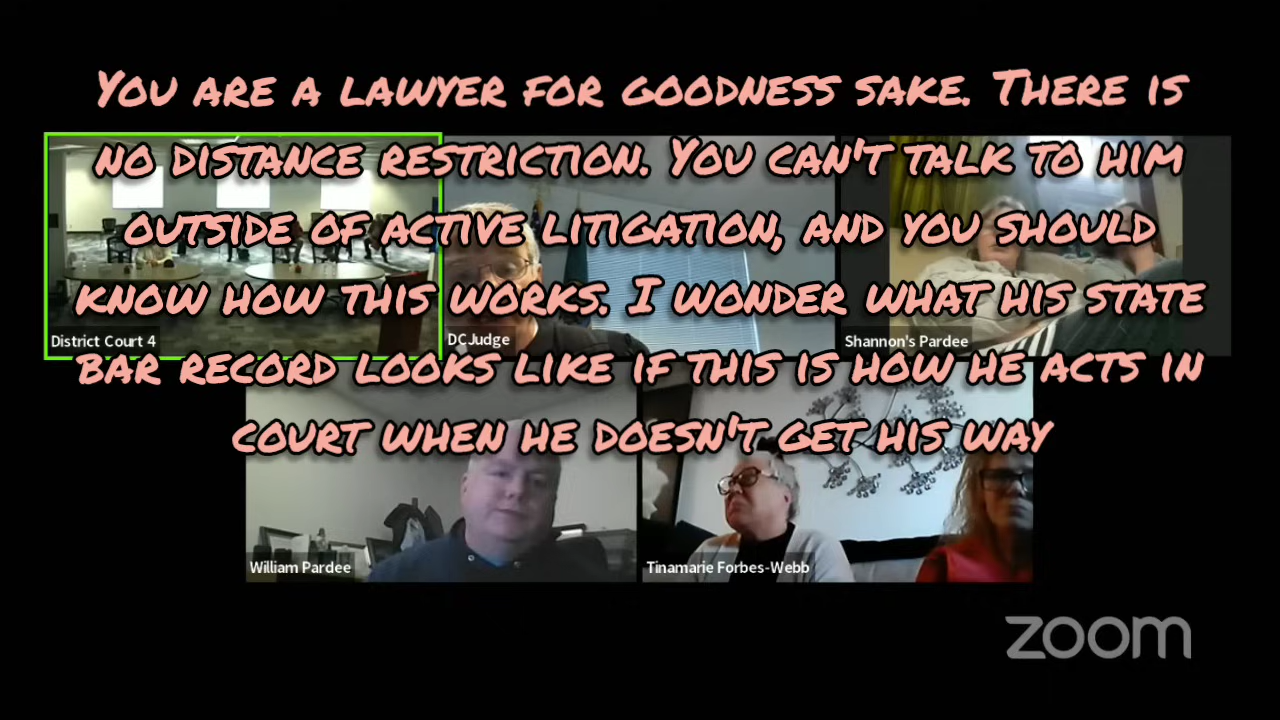 You are a lawyer for goodness sake. There is
no distance restriction. You can't talk to him
outside of active litigation, and you should
know how this works. I wonder what his state
bar record looks like if this is how he acts in
court when he doesn't get his way
District Court 4
DCJudge
Shannon's Pardee
William Pardee
Tinamarie Forbes-Webb
zoom